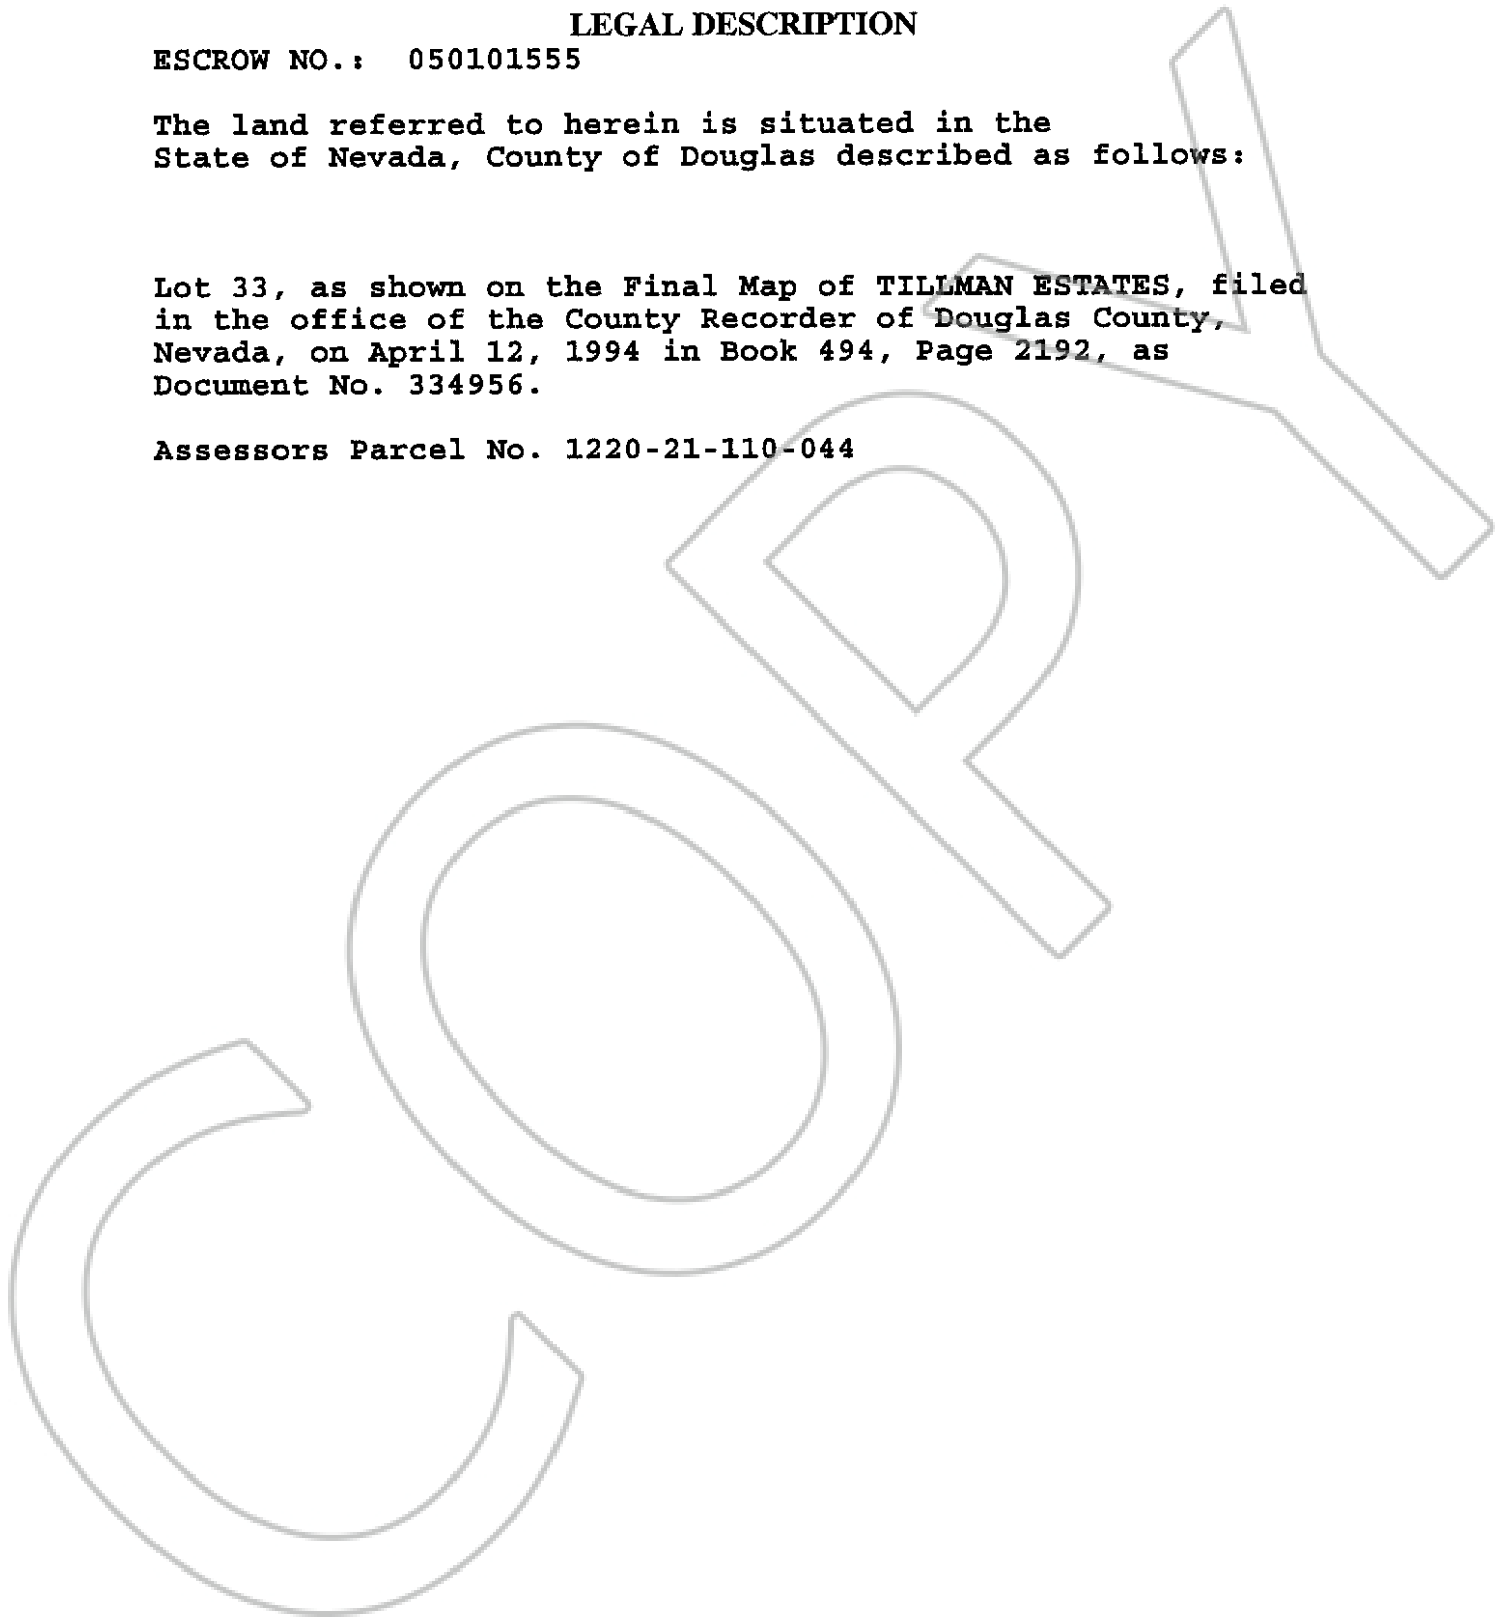 LEGAL DESCRIPTION
ESCROW NO.: 050101555
The land referred to herein is situated in the
State of Nevada, County of Douglas described as follows:
Lot 33, as shown on the Final Map of TILLMAN ESTATES, filed
in the office of the County Recorder of Douglas County,
Nevada, on April 12, 1994 in Book 494, Page 2192, as
Document No. 334956.
Assessors Parcel No. 1220-21-110-044
COPY